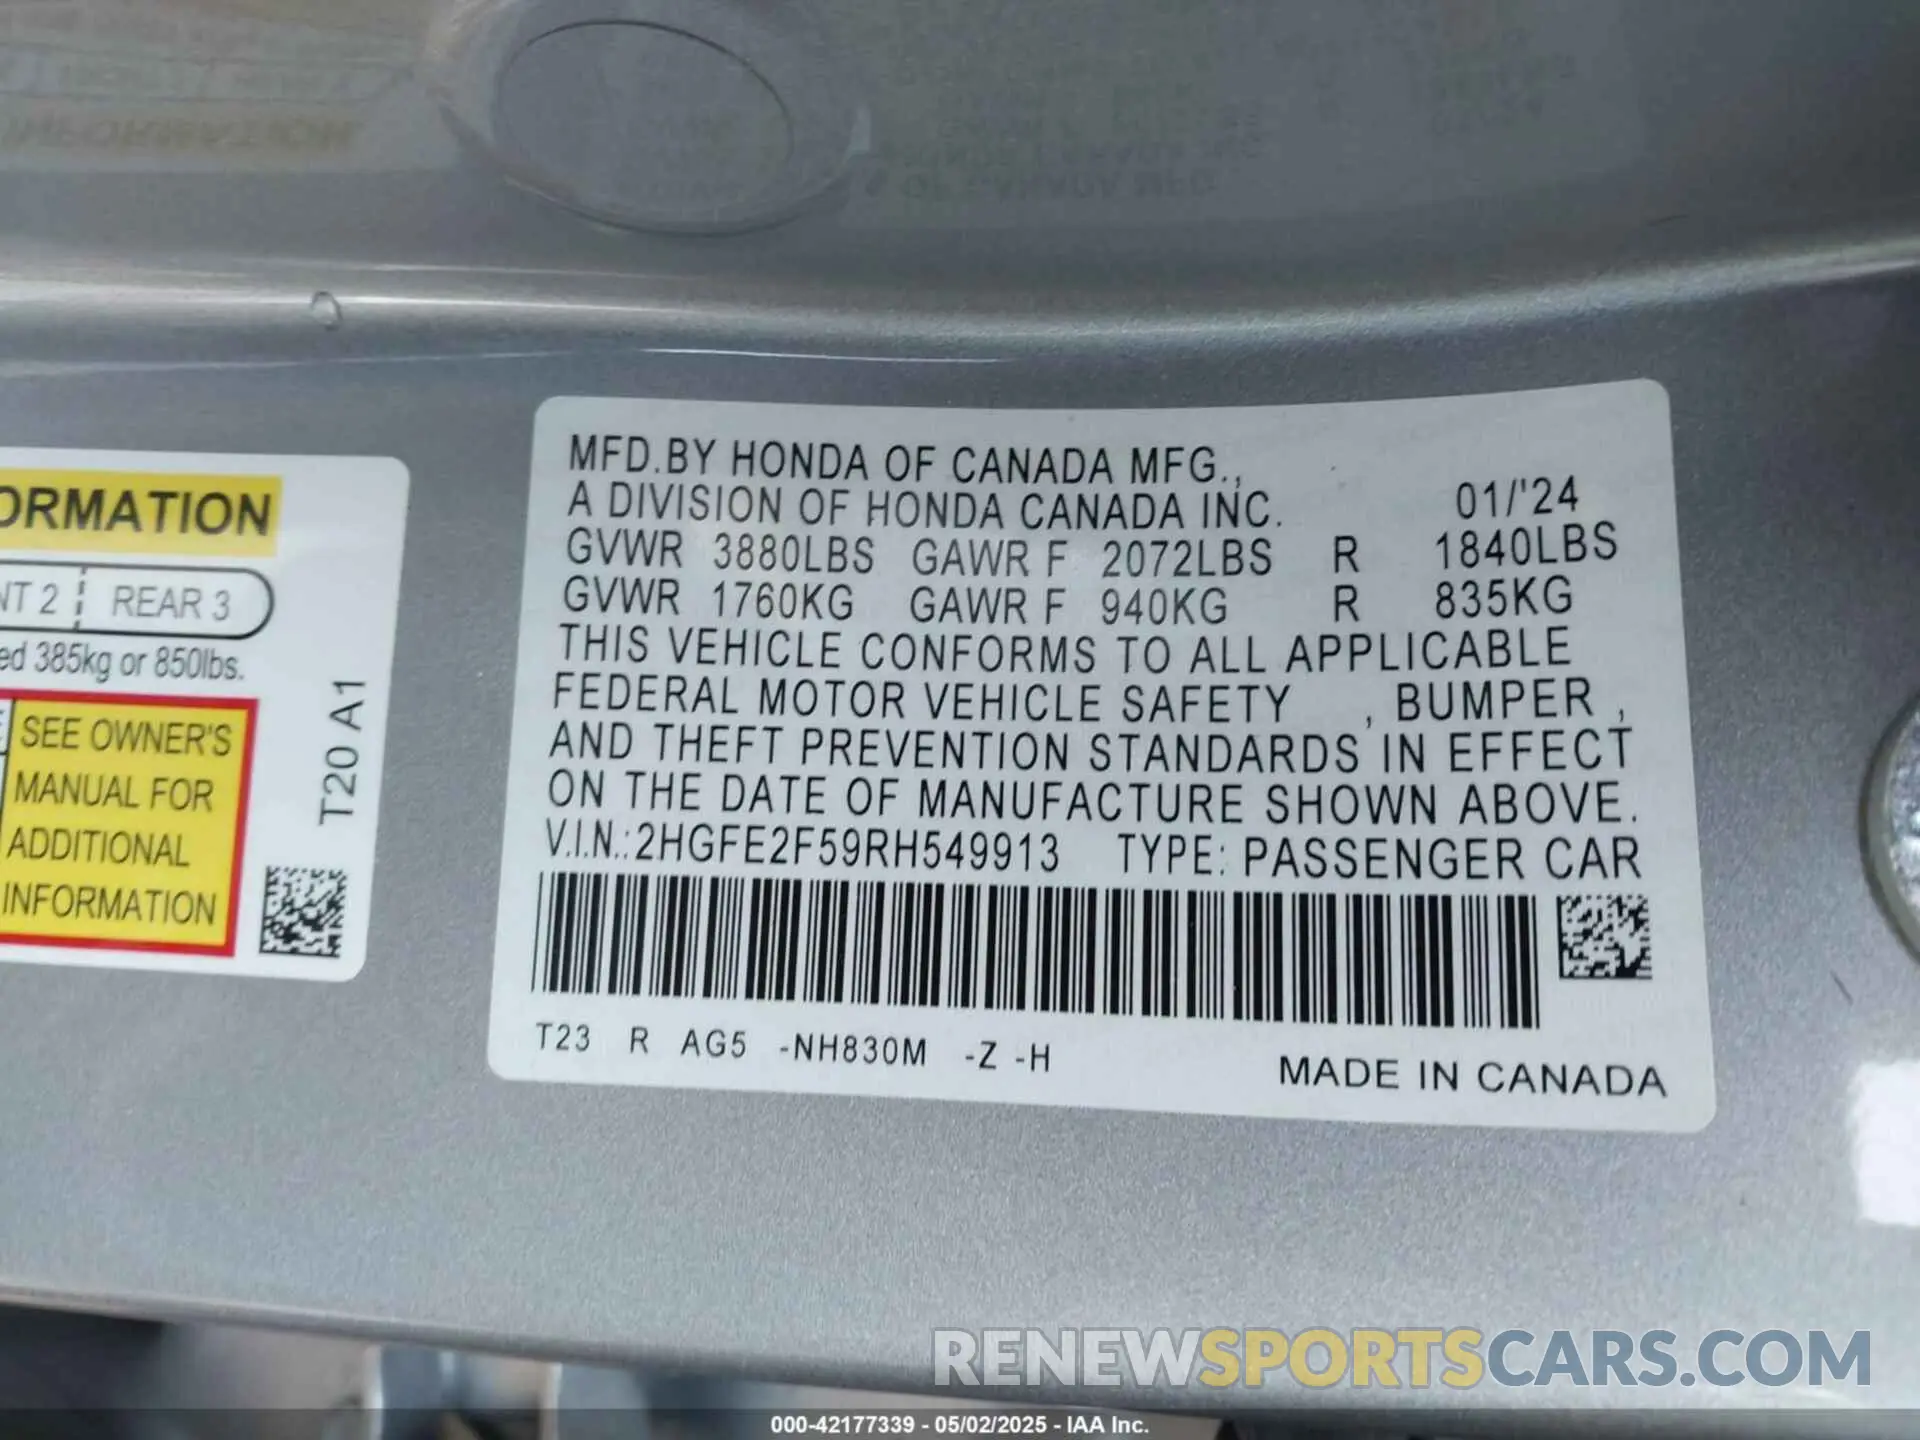 ORMATION
NT 2 REAR 3
ed 385kg or 850lbs.
SEE OWNER'S
MANUAL FOR
ADDITIONAL
INFORMATION
T20 A1
MFD.BY HONDA OF CANADA MFG.,
A DIVISION OF HONDA CANADA INC. 01/'24
GVWR 3880LBS GAWR F 2072LBS R 1840LBS
GVWR 1760KG GAWR F 940KG R 835KG
THIS VEHICLE CONFORMS TO ALL APPLICABLE
FEDERAL MOTOR VEHICLE SAFETY , BUMPER ,
AND THEFT PREVENTION STANDARDS IN EFFECT
ON THE DATE OF MANUFACTURE SHOWN ABOVE.
V.I.N.:2HGFE2F59RH549913 TYPE: PASSENGER CAR
T23 R AG5 -NH830M -Z -H
MADE IN CANADA
RENEWSPORTSCARS.COM
000-42177339 - 05/02/2025 - IAA Inc.